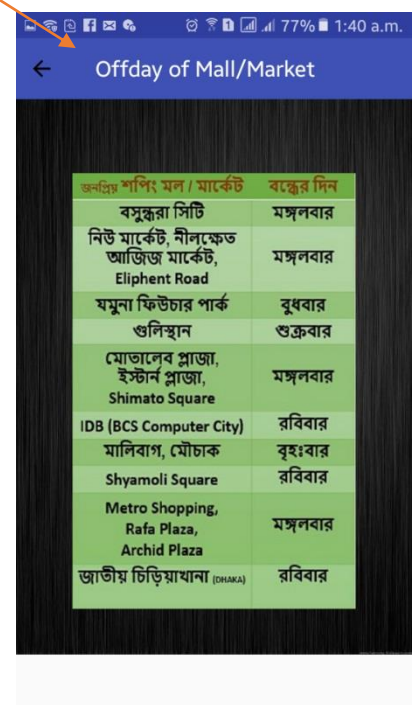 77% 1:40 a.m.
Offday of Mall/Market
জনপ্রিয় শপিং মল / মার্কেট বন্ধের দিন
বসুন্ধরা সিটি মঙ্গলবার
নিউ মার্কেট, নীলক্ষেত
আজিজ মার্কেট, মঙ্গলবার
Eliphent Road
যমুনা ফিউচার পার্ক বুধবার
গুলিস্থান শুক্রবার
মোতালেব প্লাজা,
ইস্টার্ন প্লাজা, মঙ্গলবার
Shimato Square
IDB (BCS Computer City) রবিবার
মালিবাগ, মৌচাক বৃহঃবার
Shyamoli Square রবিবার
Metro Shopping,
Rafa Plaza, মঙ্গলবার
Archid Plaza
জাতীয় চিড়িয়াখানা (DHAKA) রবিবার